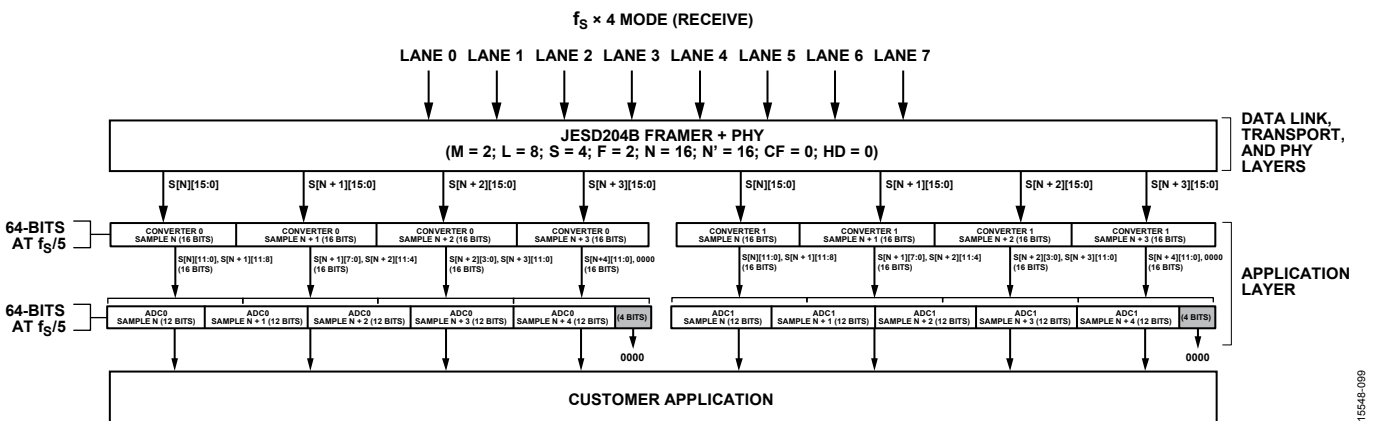 fS × 4 MODE (RECEIVE)
LANE 0 LANE 1 LANE 2 LANE 3 LANE 4 LANE 5 LANE 6 LANE 7
JESD204B FRAMER + PHY
(M = 2; L = 8; S = 4; F = 2; N = 16; N' = 16; CF = 0; HD = 0)
DATA LINK,
TRANSPORT,
AND PHY
LAYERS
S[N][15:0] S[N + 1][15:0] S[N + 2][15:0] S[N + 3][15:0] S[N][15:0] S[N + 1][15:0] S[N + 2][15:0] S[N + 3][15:0]
64-BITS
AT fS/5
CONVERTER 0 CONVERTER 0 CONVERTER 0 CONVERTER 0 CONVERTER 1 CONVERTER 1 CONVERTER 1 CONVERTER 1
SAMPLE N (16 BITS) SAMPLE N + 1 (16 BITS) SAMPLE N + 2 (16 BITS) SAMPLE N + 3 (16 BITS) SAMPLE N (16 BITS) SAMPLE N + 1 (16 BITS) SAMPLE N + 2 (16 BITS) SAMPLE N + 3 (16 BITS)
S[N][11:0], S[N + 1][11:8] S[N + 1][7:0], S[N + 2][11:4] S[N + 2][3:0], S[N + 3][11:0] S[N+4][11:0], 0000 S[N][11:0], S[N + 1][11:8] S[N + 1][7:0], S[N + 2][11:4] S[N + 2][3:0], S[N + 3][11:0] S[N + 4][11:0], 0000
(16 BITS) (16 BITS) (16 BITS) (16 BITS) (16 BITS) (16 BITS) (16 BITS) (16 BITS)
APPLICATION
LAYER
64-BITS
AT fS/5
ADC0 ADC0 ADC0 ADC0 ADC0 (4 BITS) ADC1 ADC1 ADC1 ADC1 ADC1 (4 BITS)
SAMPLE N (12 BITS) SAMPLE N + 1 (12 BITS) SAMPLE N + 2 (12 BITS) SAMPLE N + 3 (12 BITS) SAMPLE N + 4 (12 BITS) SAMPLE N (12 BITS) SAMPLE N + 1 (12 BITS) SAMPLE N + 2 (12 BITS) SAMPLE N + 3 (12 BITS) SAMPLE N + 4 (12 BITS)
0000 0000
CUSTOMER APPLICATION
15548-099